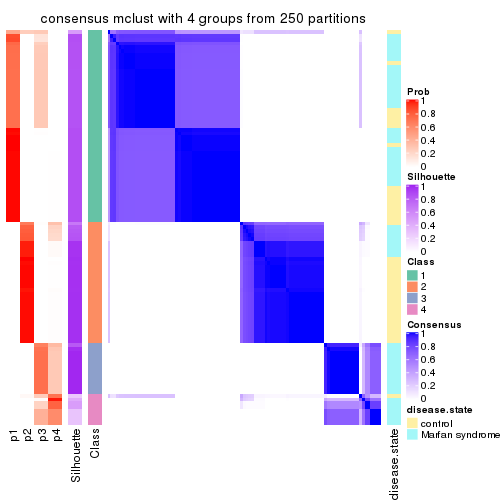 consensus mclust with 4 groups from 250 partitions
Prob
1
0.8
0.6
0.4
0.2
0
Silhouette
1
0.8
0.6
0.4
0.2
0
Class
1
2
3
4
Consensus
1
0.8
0.6
0.4
0.2
0
disease.state
control
Marfan syndrome
p1
p2
p3
p4
Silhouette
Class
disease.state